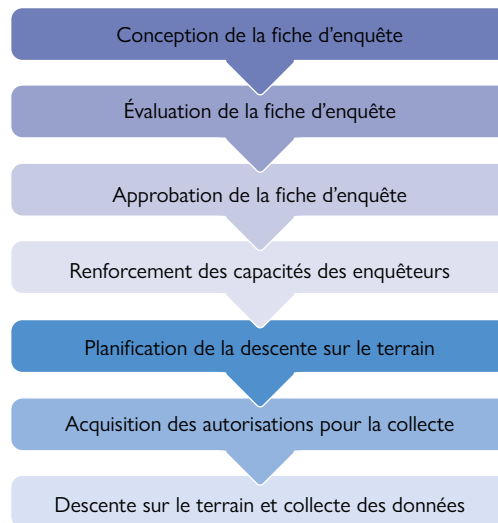 Conception de la fiche d'enquête
Évaluation de la fiche d'enquête
Approbation de la fiche d'enquête
Renforcement des capacités des enquêteurs
Planification de la descente sur le terrain
Acquisition des autorisations pour la collecte
Descente sur le terrain et collecte des données